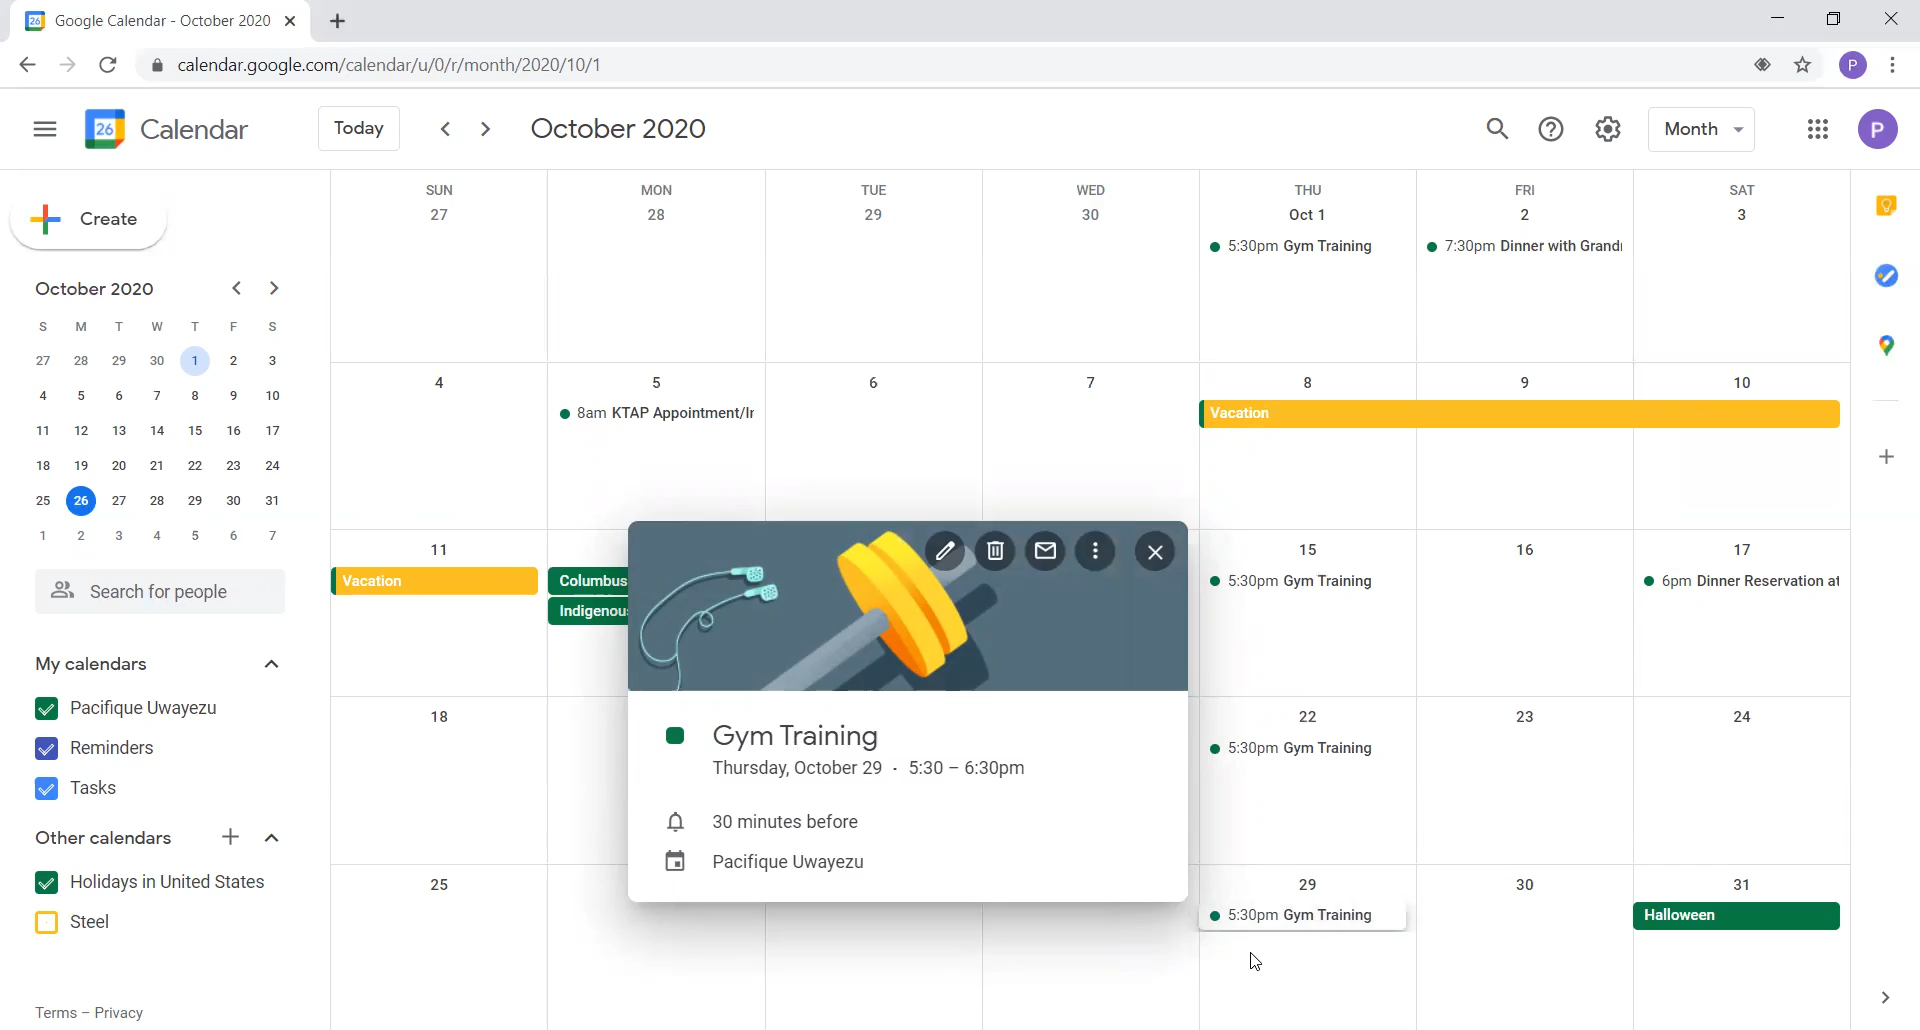 Google Calendar - October 2020
calendar.google.com/calendar/u/0/r/month/2020/10/1
P
26
Calendar
Today
October 2020
Month
P
Create
October 2020
S M T W T F S
27 28 29 30 1 2 3
4 5 6 7 8 9 10
11 12 13 14 15 16 17
18 19 20 21 22 23 24
25 26 27 28 29 30 31
1 2 3 4 5 6 7
Search for people
My calendars
Pacifique Uwayezu
Reminders
Tasks
Other calendars
Holidays in United States
Steel
Terms – Privacy
SUN MON TUE WED THU FRI SAT
27 28 29 30 Oct 1 2 3
5:30pm Gym Training
7:30pm Dinner with Grand
4 5 6 7 8 9 10
8am KTAP Appointment/
Vacation
11 15 16 17
Vacation
Columbus
Indigenou
5:30pm Gym Training
6pm Dinner Reservation at
18 22 23 24
5:30pm Gym Training
25 29 30 31
5:30pm Gym Training
Halloween
Gym Training
Thursday, October 29 · 5:30 – 6:30pm
30 minutes before
Pacifique Uwayezu